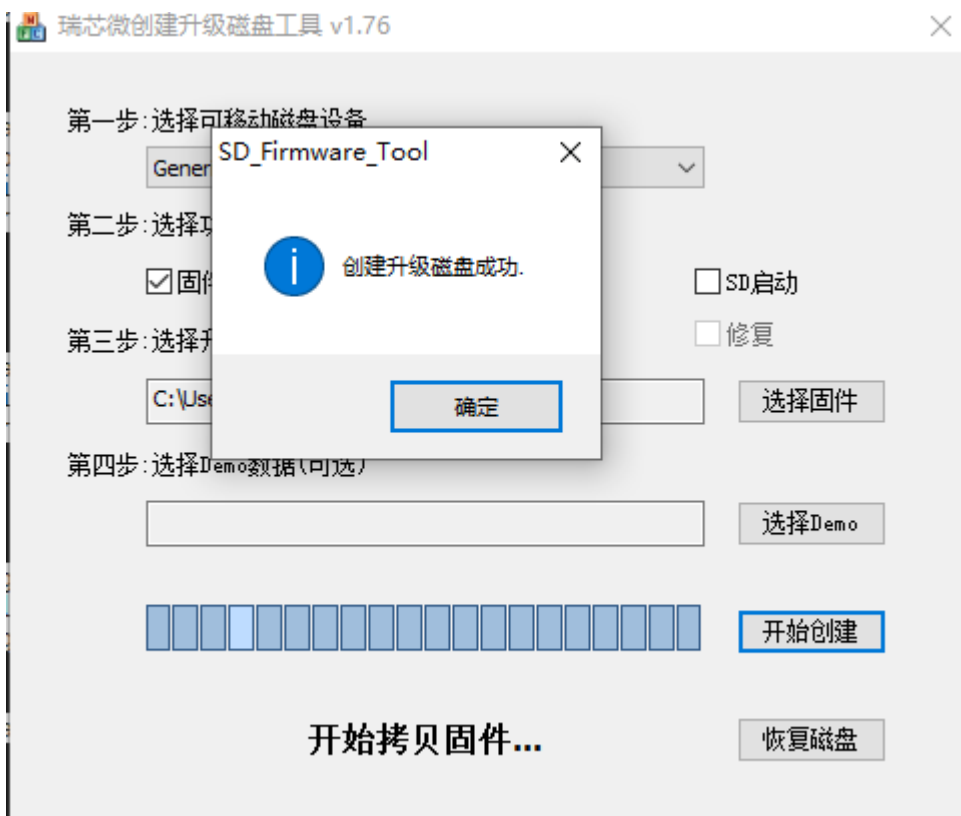 瑞芯微创建升级磁盘工具 v1.76
第一步:选择可移动磁盘设备
SD_Firmware_Tool
Gener
第二步:选择
创建升级磁盘成功.
固件
SD启动
第三步:选择
修复
C:\Use
确定
选择固件
第四步:选择Demo数据(可选)
选择Demo
开始创建
开始拷贝固件...
恢复磁盘